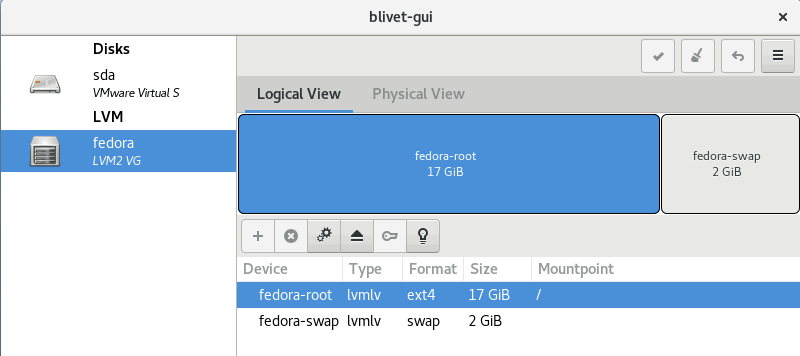 blivet-gui
Disks
sda
VMware Virtual S
LVM
fedora
LVM2 VG
Logical View Physical View
fedora-root
17 GiB
fedora-swap
2 GiB
Device Type Format Size Mountpoint
fedora-root lvmlv ext4 17 GiB /
fedora-swap lvmlv swap 2 GiB